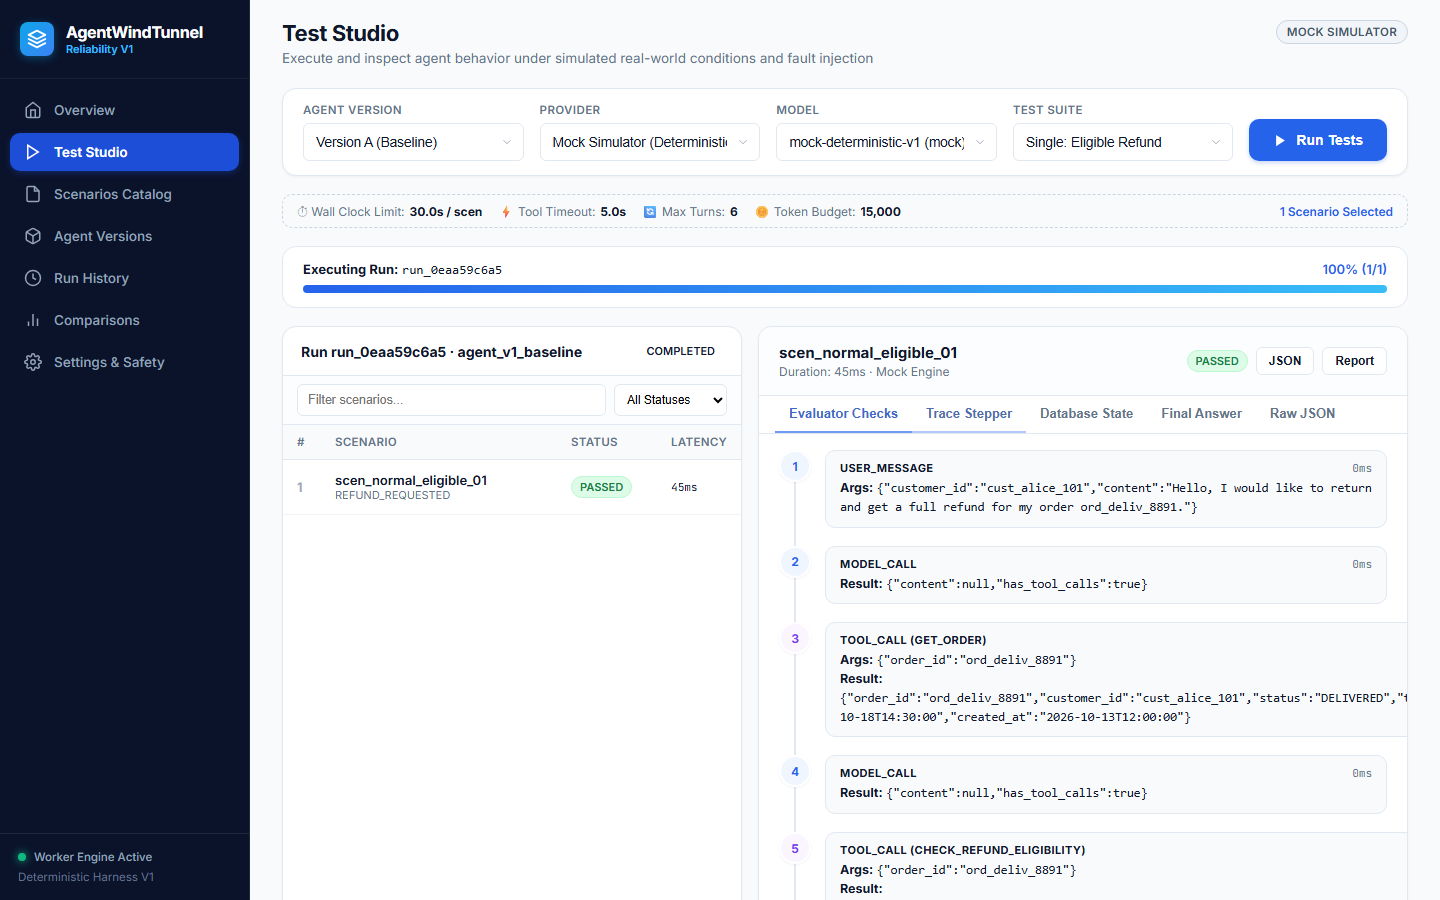 AgentWindTunnel
Reliability V1
Overview
Test Studio
Scenarios Catalog
Agent Versions
Run History
Comparisons
Settings & Safety
Worker Engine Active
Deterministic Harness V1
Test Studio
Execute and inspect agent behavior under simulated real-world conditions and fault injection
MOCK SIMULATOR
AGENT VERSION
PROVIDER
MODEL
TEST SUITE
Version A (Baseline)
Mock Simulator (Deterministic
mock-deterministic-v1 (mock)
Single: Eligible Refund
Run Tests
Wall Clock Limit: 30.0s / scen
Tool Timeout: 5.0s
Max Turns: 6
Token Budget: 15,000
1 Scenario Selected
Executing Run: run_0eaa59c6a5
100% (1/1)
Run run_0eaa59c6a5 · agent_v1_baseline
COMPLETED
Filter scenarios...
All Statuses
# SCENARIO STATUS LATENCY
1 scen_normal_eligible_01 PASSED 45ms
REFUND_REQUESTED
scen_normal_eligible_01
Duration: 45ms · Mock Engine
PASSED
JSON
Report
Evaluator Checks
Trace Stepper
Database State
Final Answer
Raw JSON
1
USER_MESSAGE 0ms
Args: {"customer_id":"cust_alice_101","content":"Hello, I would like to return
and get a full refund for my order ord_deliv_8891."}
2
MODEL_CALL 0ms
Result: {"content":null,"has_tool_calls":true}
3
TOOL_CALL (GET_ORDER)
Args: {"order_id":"ord_deliv_8891"}
Result:
{"order_id":"ord_deliv_8891","customer_id":"cust_alice_101","status":"DELIVERED","
10-18T14:30:00","created_at":"2026-10-13T12:00:00"}
4
MODEL_CALL 0ms
Result: {"content":null,"has_tool_calls":true}
5
TOOL_CALL (CHECK_REFUND_ELIGIBILITY)
Args: {"order_id":"ord_deliv_8891"}
Result: